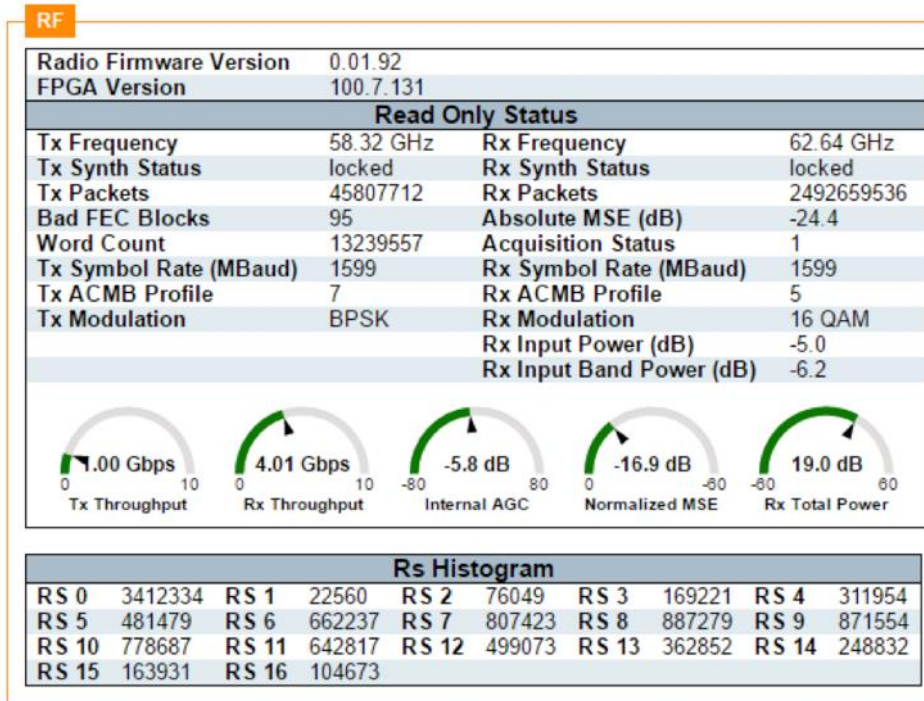 RF
Radio Firmware Version 0.01.92
FPGA Version 100.7.131
Read Only Status
Tx Frequency 58.32 GHz Rx Frequency 62.64 GHz
Tx Synth Status locked Rx Synth Status locked
Tx Packets 45807712 Rx Packets 2492659536
Bad FEC Blocks 95 Absolute MSE (dB) -24.4
Word Count 13239557 Acquisition Status 1
Tx Symbol Rate (MBaud) 1599 Rx Symbol Rate (MBaud) 1599
Tx ACMB Profile 7 Rx ACMB Profile 5
Tx Modulation BPSK Rx Modulation 16 QAM
Rx Input Power (dB) -5.0
Rx Input Band Power (dB) -6.2
1.00 Gbps 4.01 Gbps -5.8 dB -16.9 dB 19.0 dB
0 10 0 10 -80 80 0 -60 -60 60
Tx Throughput Rx Throughput Internal AGC Normalized MSE Rx Total Power
Rs Histogram
RS 0 3412334 RS 1 22560 RS 2 76049 RS 3 169221 RS 4 311954
RS 5 481479 RS 6 662237 RS 7 807423 RS 8 887279 RS 9 871554
RS 10 778687 RS 11 642817 RS 12 499073 RS 13 362852 RS 14 248832
RS 15 163931 RS 16 104673